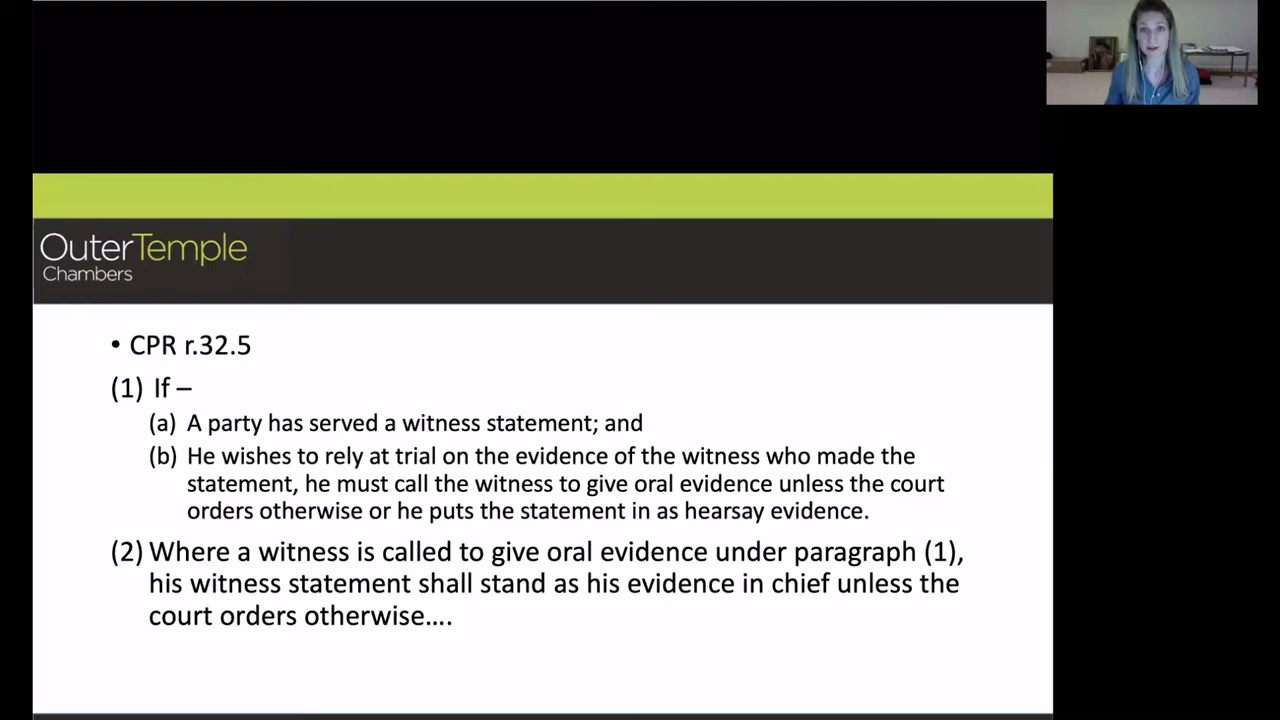 OuterTemple
Chambers
• CPR r.32.5
(1) If –
(a) A party has served a witness statement; and
(b) He wishes to rely at trial on the evidence of the witness who made the
statement, he must call the witness to give oral evidence unless the court
orders otherwise or he puts the statement in as hearsay evidence.
(2) Where a witness is called to give oral evidence under paragraph (1),
his witness statement shall stand as his evidence in chief unless the
court orders otherwise….